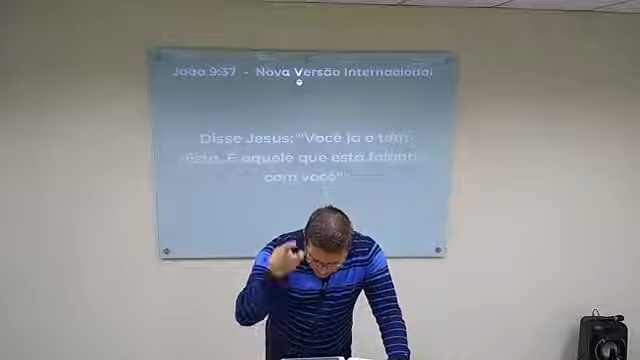 João 9:37 - Nova Versão Internacional
Disse Jesus: "Você já o tem
visto. É aquele que está falando
com você"